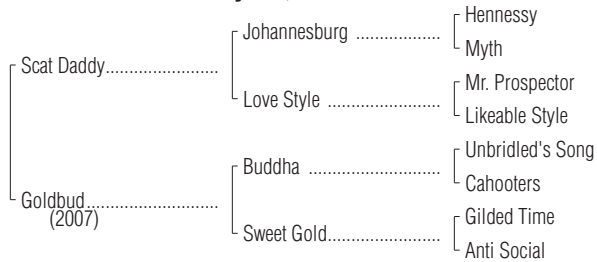 Hennessy
Johannesburg ..................
Myth
Scat Daddy........................
Mr. Prospector
Love Style ........................
Likeable Style
Unbridled's Song
Buddha ............................
Cahooters
Goldbud............................
(2007)
Gilded Time
Sweet Gold........................
Anti Social